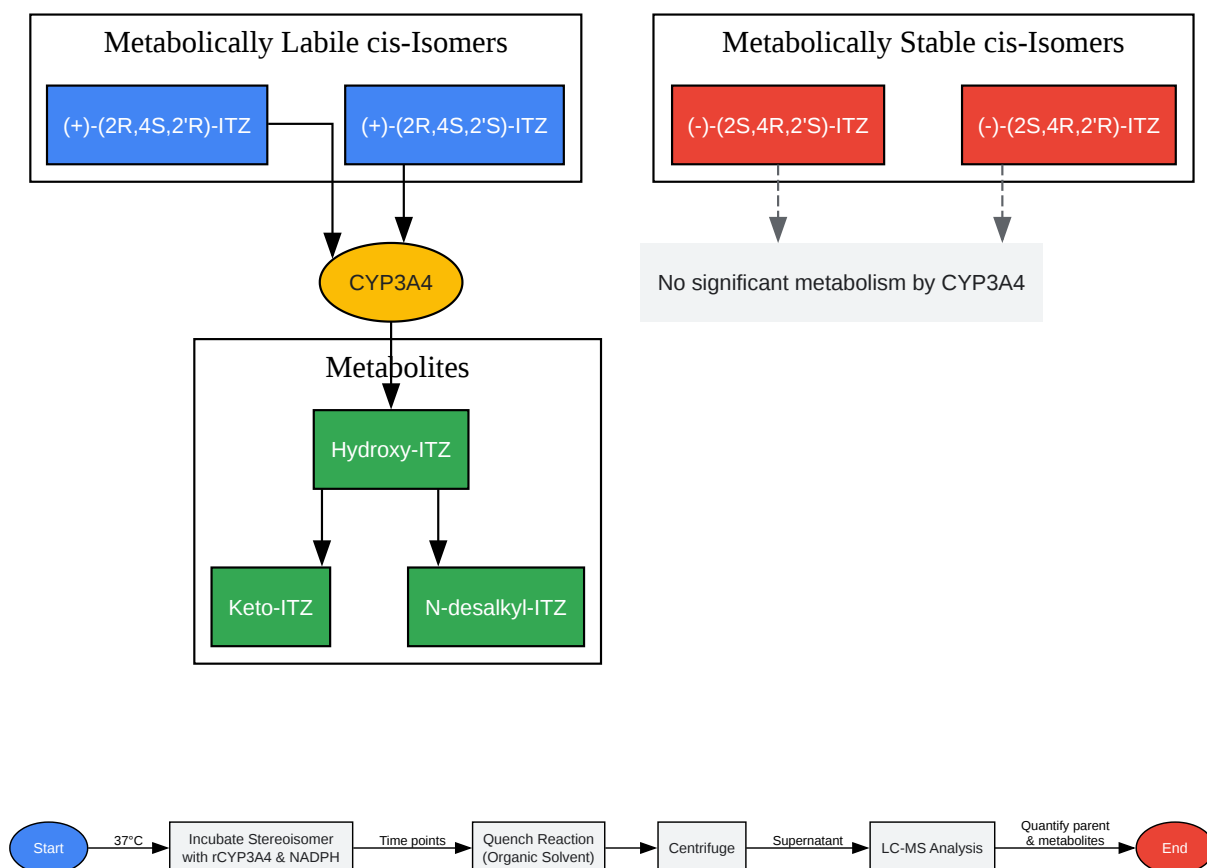 Metabolically Labile cis-Isomers
(+)-(2R,4S,2'R)-ITZ
(+)-(2R,4S,2'S)-ITZ
Metabolically Stable cis-Isomers
(-)-(2S,4R,2'S)-ITZ
(-)-(2S,4R,2'R)-ITZ
CYP3A4
No significant metabolism by CYP3A4
Metabolites
Hydroxy-ITZ
Keto-ITZ
N-desalkyl-ITZ
Start
37°C
Incubate Stereoisomer
with rCYP3A4 & NADPH
Time points
Quench Reaction
(Organic Solvent)
Centrifuge
Supernatant
LC-MS Analysis
Quantify parent
& metabolites
End